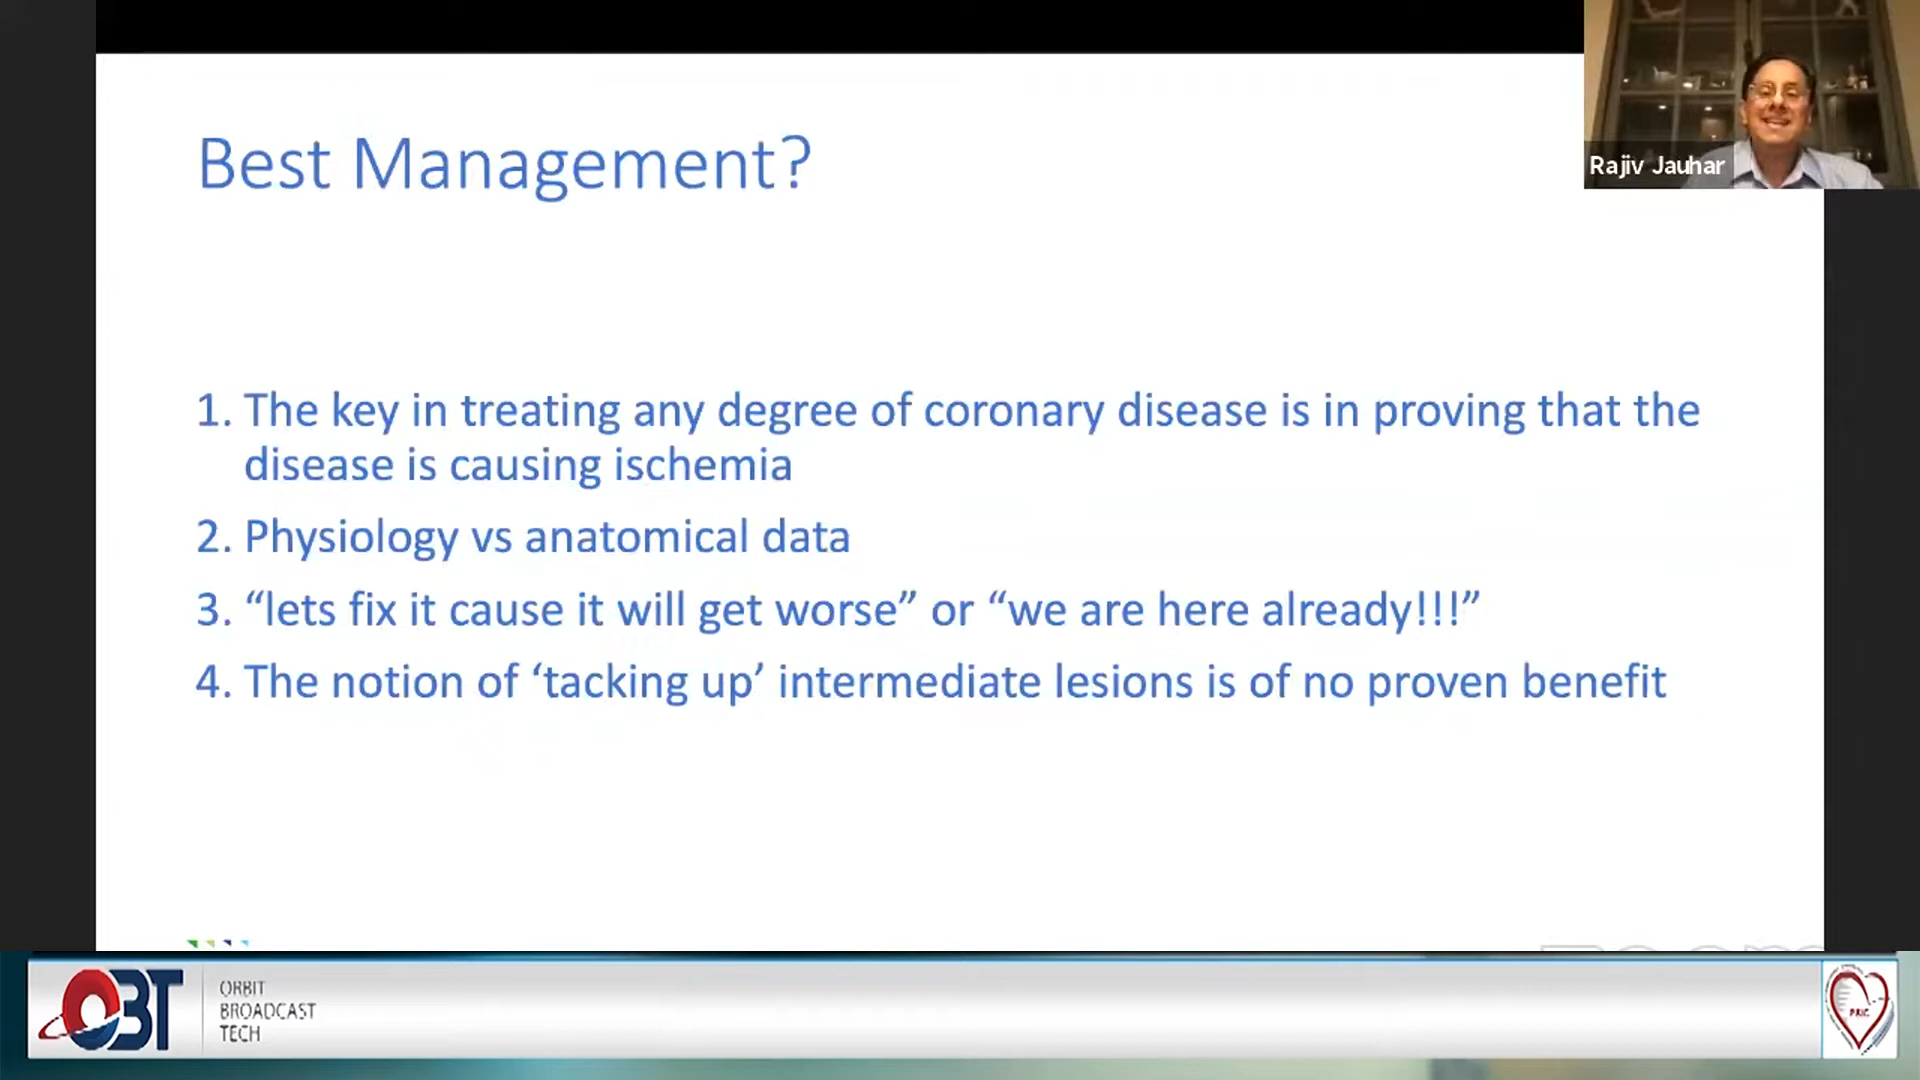 Best Management?
Rajiv Jauhar
1. The key in treating any degree of coronary disease is in proving that the
disease is causing ischemia
2. Physiology vs anatomical data
3. “lets fix it cause it will get worse” or “we are here already!!!”
4. The notion of ‘tacking up’ intermediate lesions is of no proven benefit
zoom
OBT
ORBIT
BROADCAST
TECH
PRIC